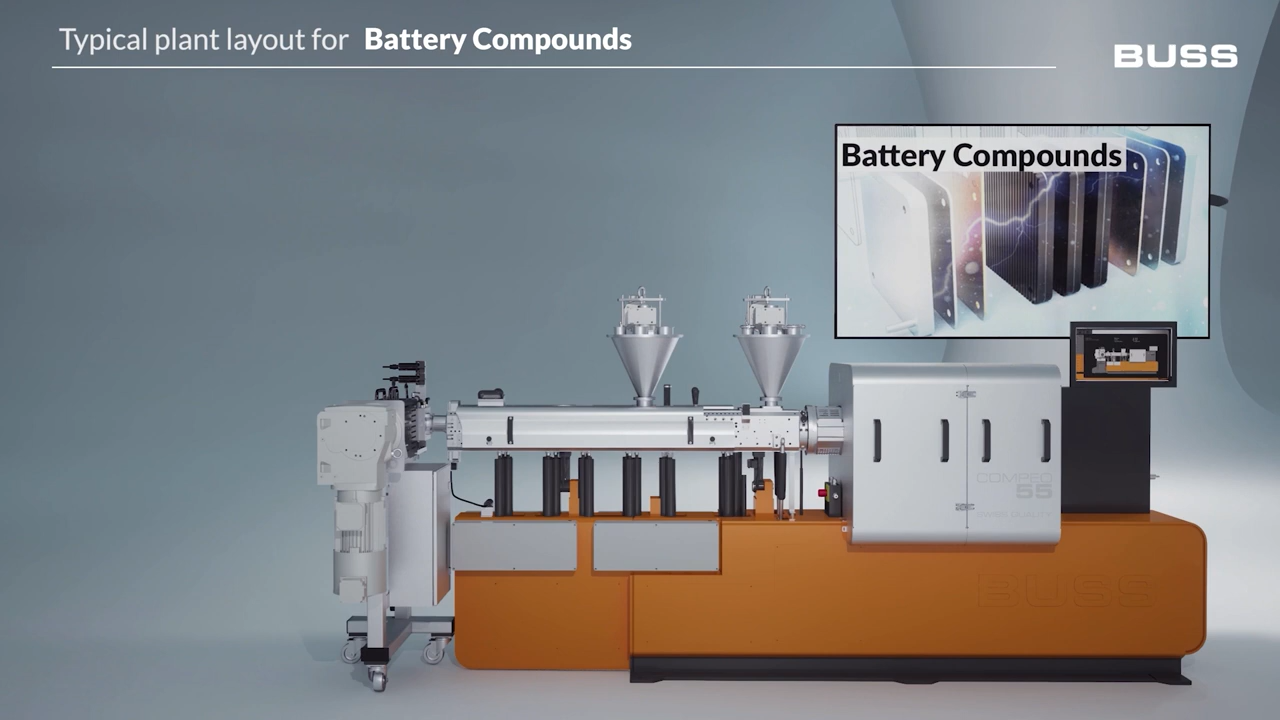 Typical plant layout for Battery Compounds
BUSS
Battery Compounds
COMPEO
55
BUSS